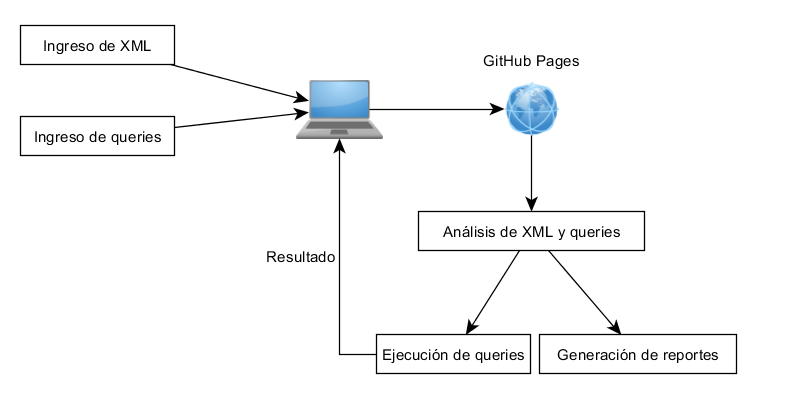 Ingreso de XML
GitHub Pages
Ingreso de queries
Análisis de XML y queries
Resultado
Ejecución de queries
Generación de reportes